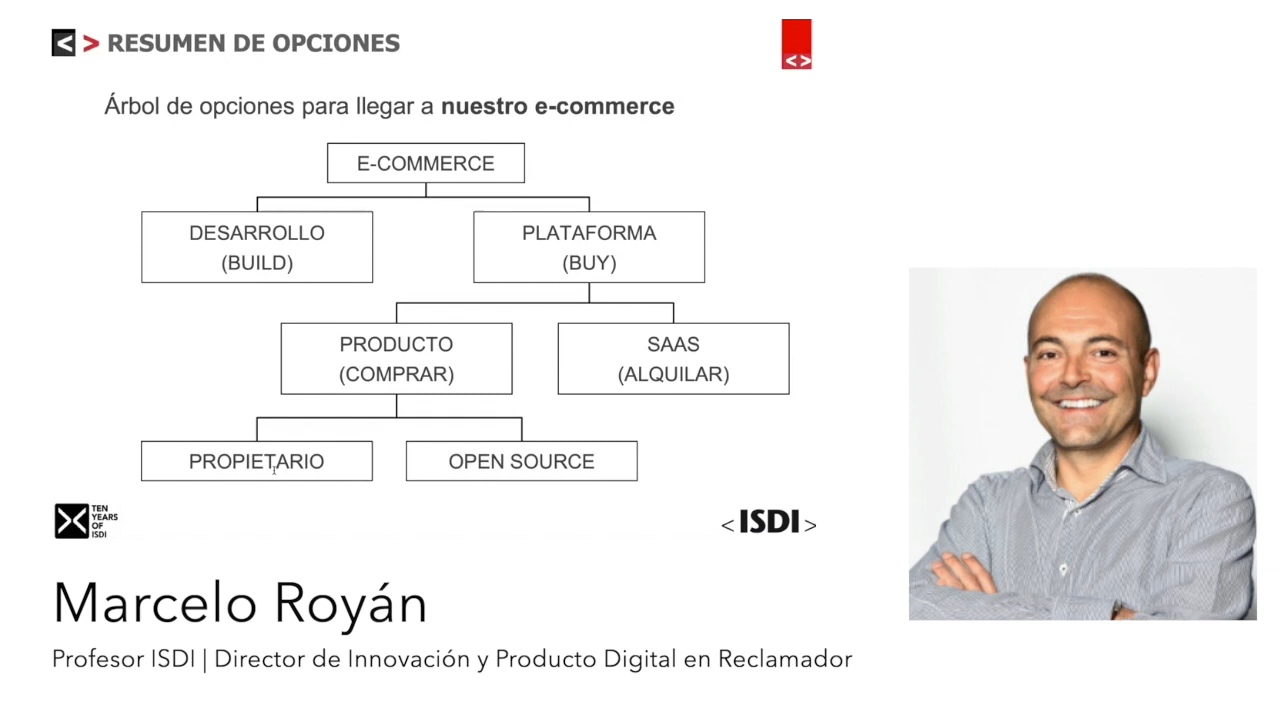 < > RESUMEN DE OPCIONES
< >
Árbol de opciones para llegar a nuestro e-commerce
E-COMMERCE
DESARROLLO
(BUILD)
PLATAFORMA
(BUY)
PRODUCTO
(COMPRAR)
SAAS
(ALQUILAR)
PROPIETARIO
OPEN SOURCE
TEN
YEARS
OF
ISDI
<ISDI>
Marcelo Royán
Profesor ISDI | Director de Innovación y Producto Digital en Reclamador